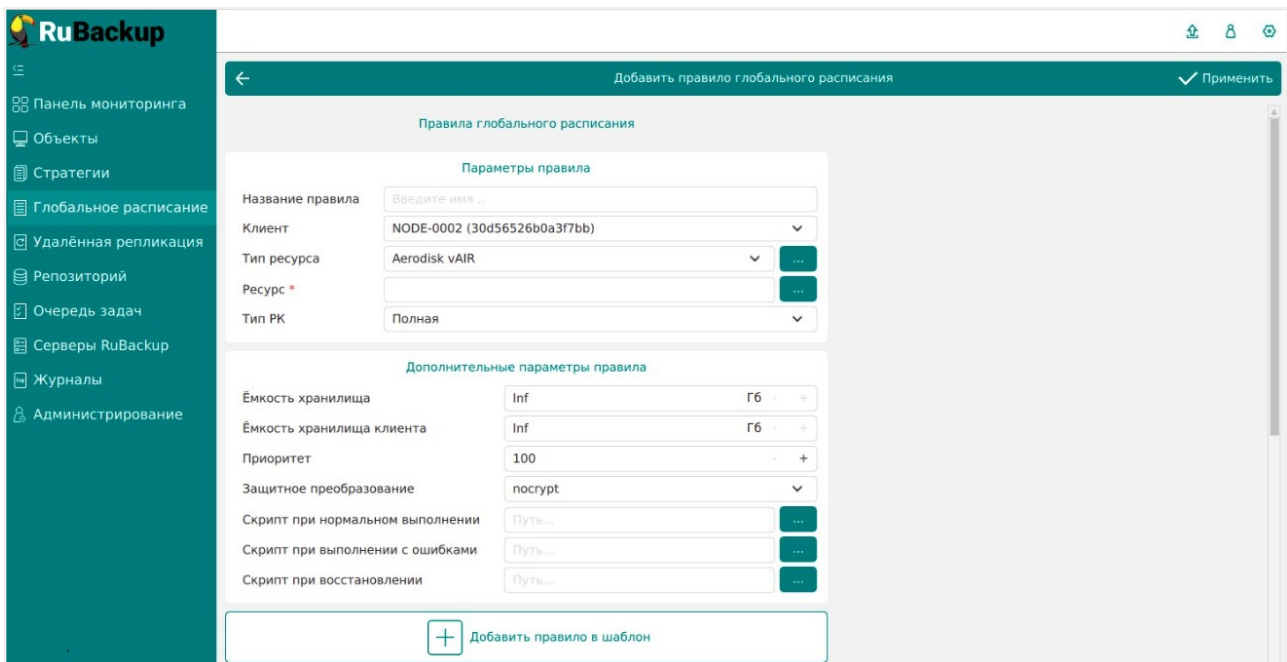 RuBackup
Панель мониторинга
Объекты
Стратегии
Глобальное расписание
Удалённая репликация
Репозиторий
Очередь задач
Серверы RuBackup
Журналы
Администрирование
Добавить правило глобального расписания
Применить
Правила глобального расписания
Параметры правила
Название правила Введите имя ..
Клиент NODE-0002 (30d56526b0a3f7bb)
Тип ресурса Aerodisk vAIR ...
Ресурс * ...
Тип РК Полная
Дополнительные параметры правила
Ёмкость хранилища Inf Гб - +
Ёмкость хранилища клиента Inf Гб - +
Приоритет 100 - +
Защитное преобразование nocrypt
Скрипт при нормальном выполнении Путь... ...
Скрипт при выполнении с ошибками Путь... ...
Скрипт при восстановлении Путь... ...
+ Добавить правило в шаблон